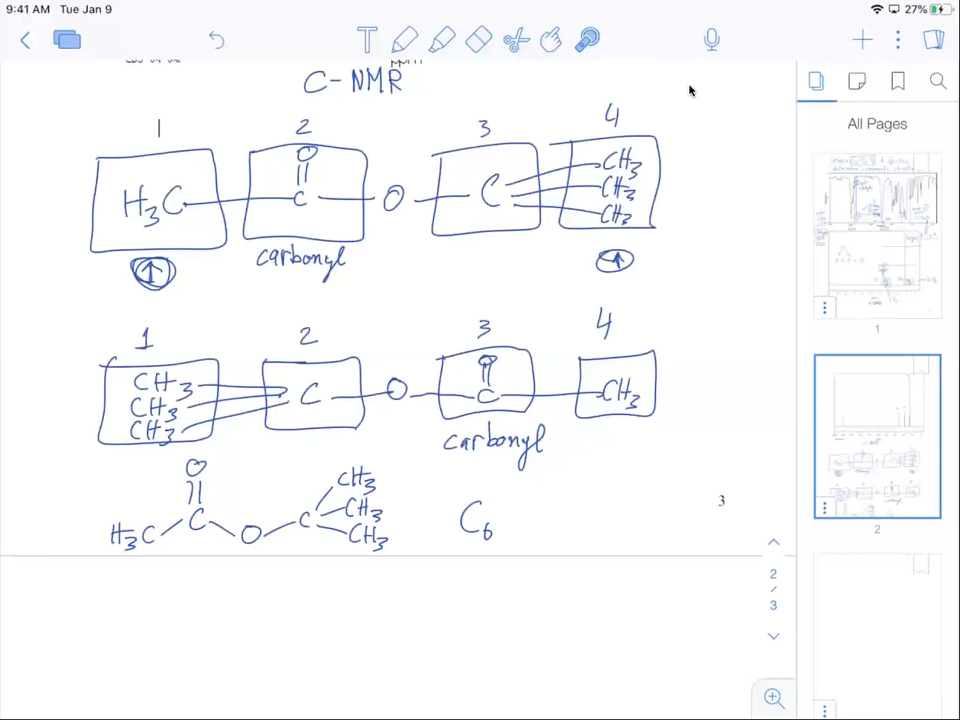 9:41 AM Tue Jan 9
27%
C-NMR
1 2 3 4
O
H3C C O C CH3
CH3
CH3
carbonyl
↑ ↑
1 2 3 4
O
CH3 C O C CH3
CH3
CH3
carbonyl
O
CH3
C C CH3
H3C O CH3
C6
3
All Pages
1
2
2
/
3